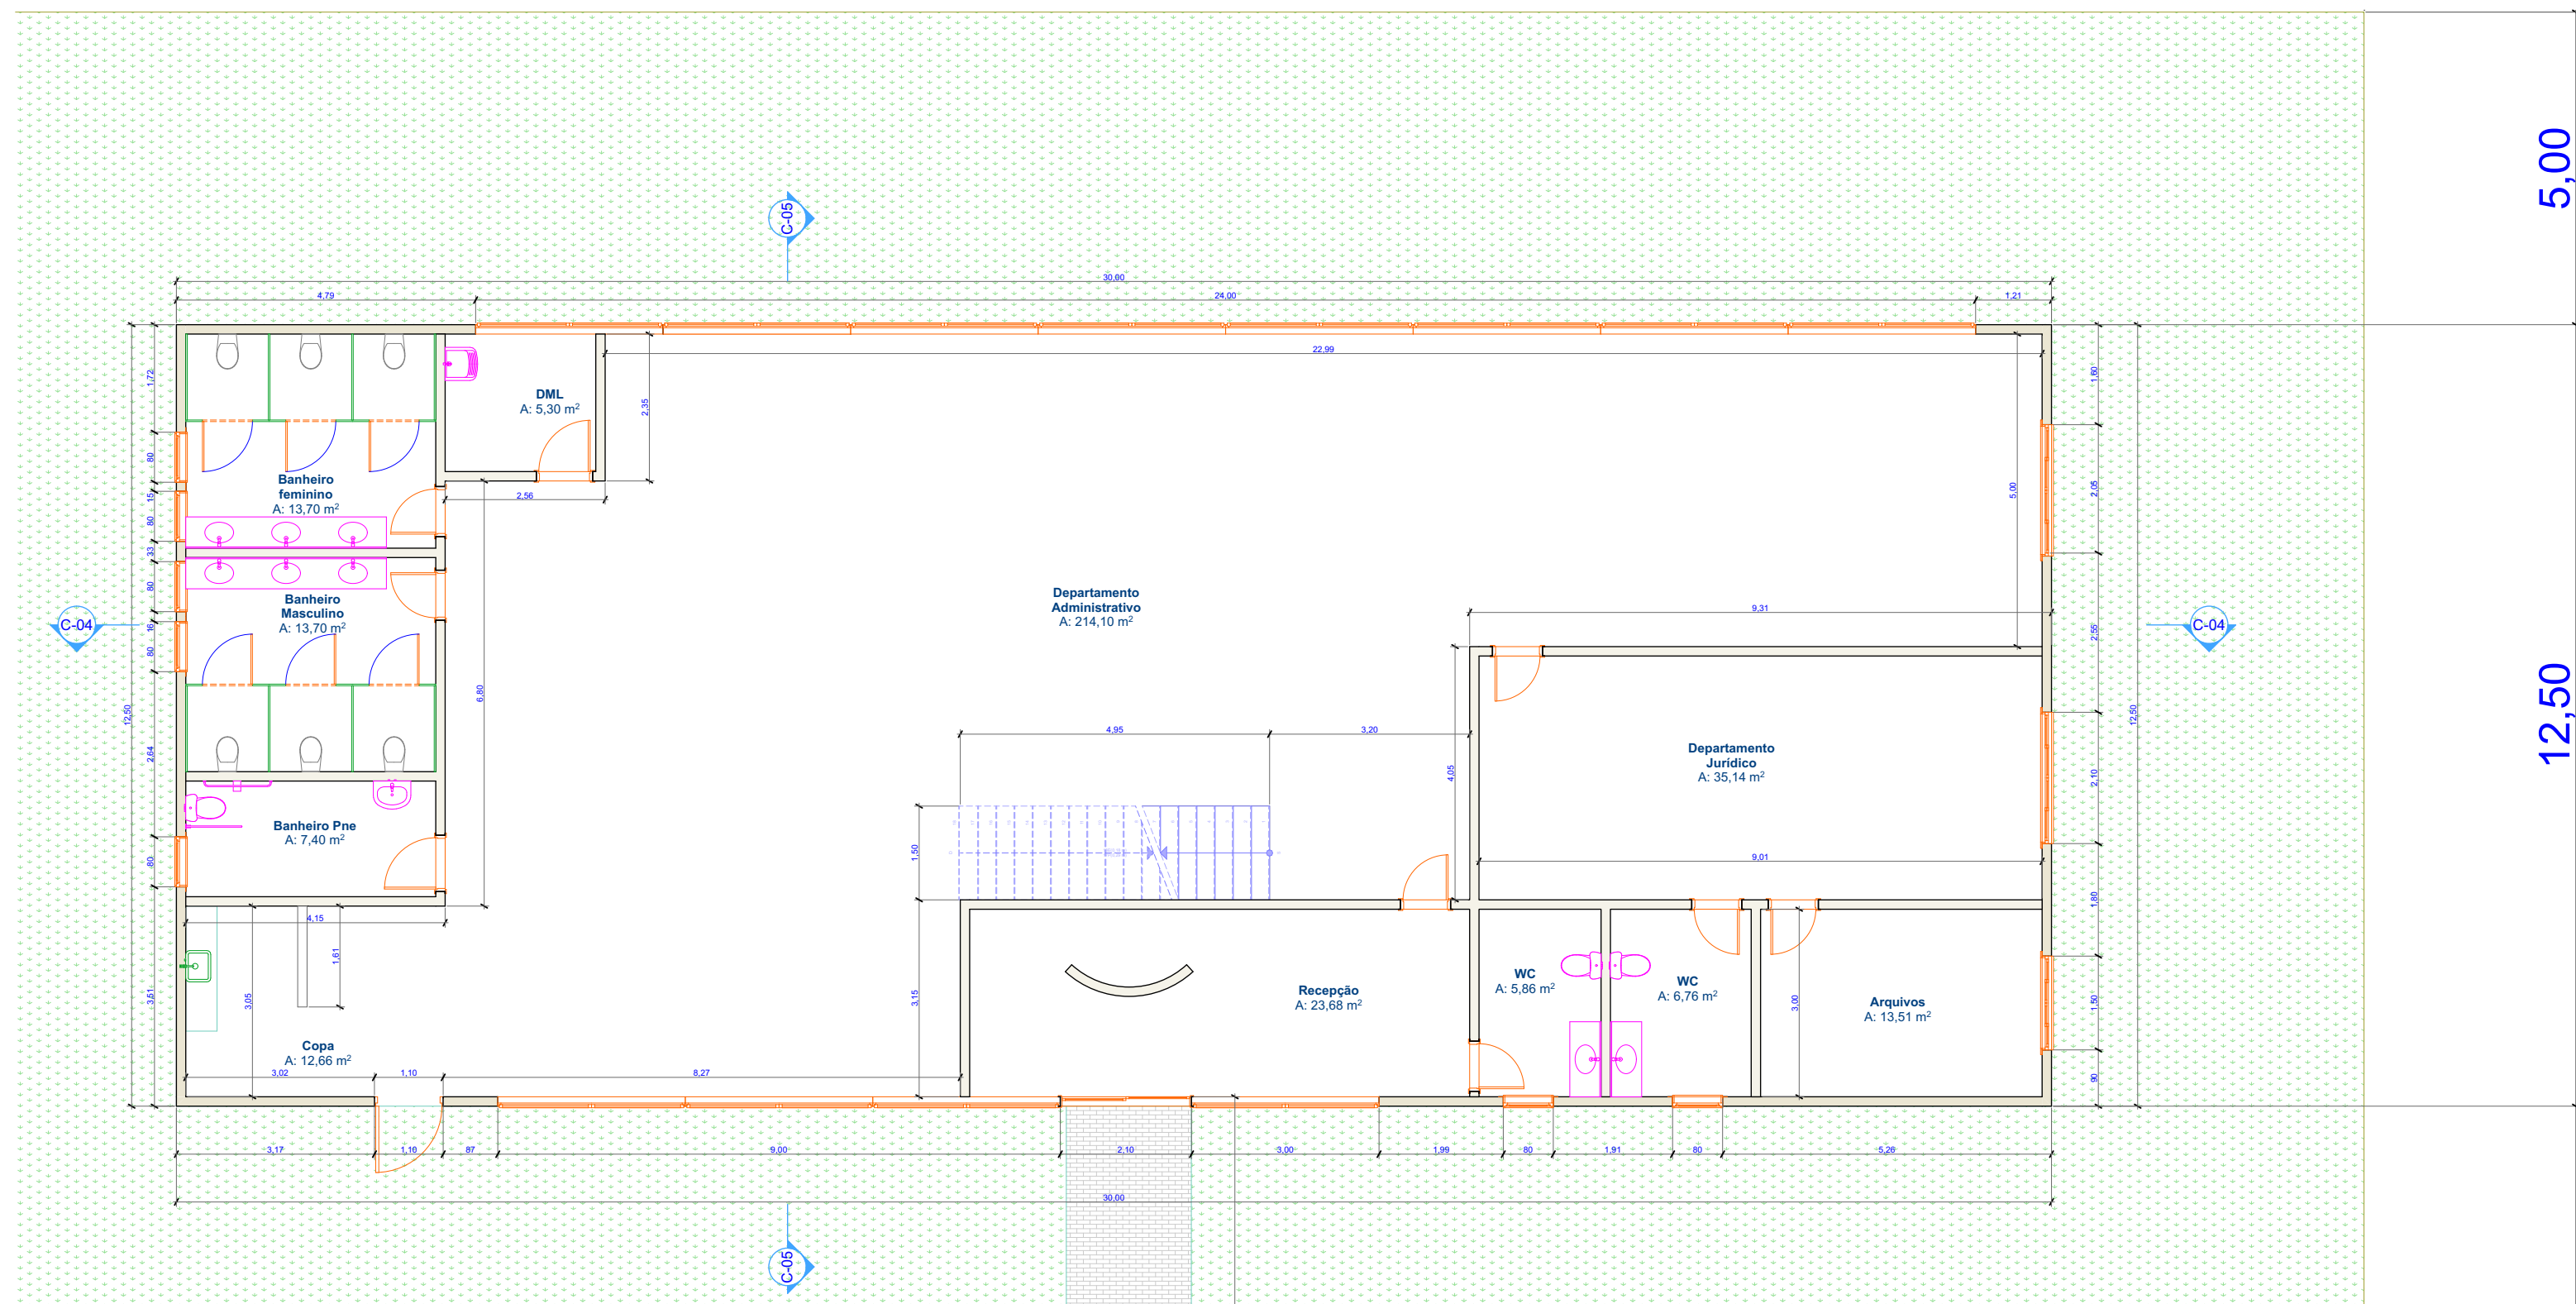 5,00
C-05
30,00
4,79
24,00
1,21
22,99
1,72
DML
A: 5,30 m²
2,35
1,60
80
Banheiro
feminino
A: 13,70 m²
2,56
15
80
5,00
2,05
33
80
Banheiro
Masculino
A: 13,70 m²
Departamento
Administrativo
A: 214,10 m²
9,31
C-04
16
80
2,55
C-04
6,80
12,50
12,50
12,50
4,95
3,20
2,64
4,05
Departamento
Jurídico
A: 35,14 m²
2,10
Banheiro Pne
A: 7,40 m²
1,50
80
9,01
1,80
4,15
1,61
3,51
3,05
3,15
Recepção
A: 23,68 m²
WC
A: 5,86 m²
WC
A: 6,76 m²
3,00
Arquivos
A: 13,51 m²
1,50
Copa
A: 12,66 m²
3,02
1,10
8,27
90
3,17
1,10
87
9,00
2,10
3,00
1,99
80
1,91
80
5,26
30,00
C-05